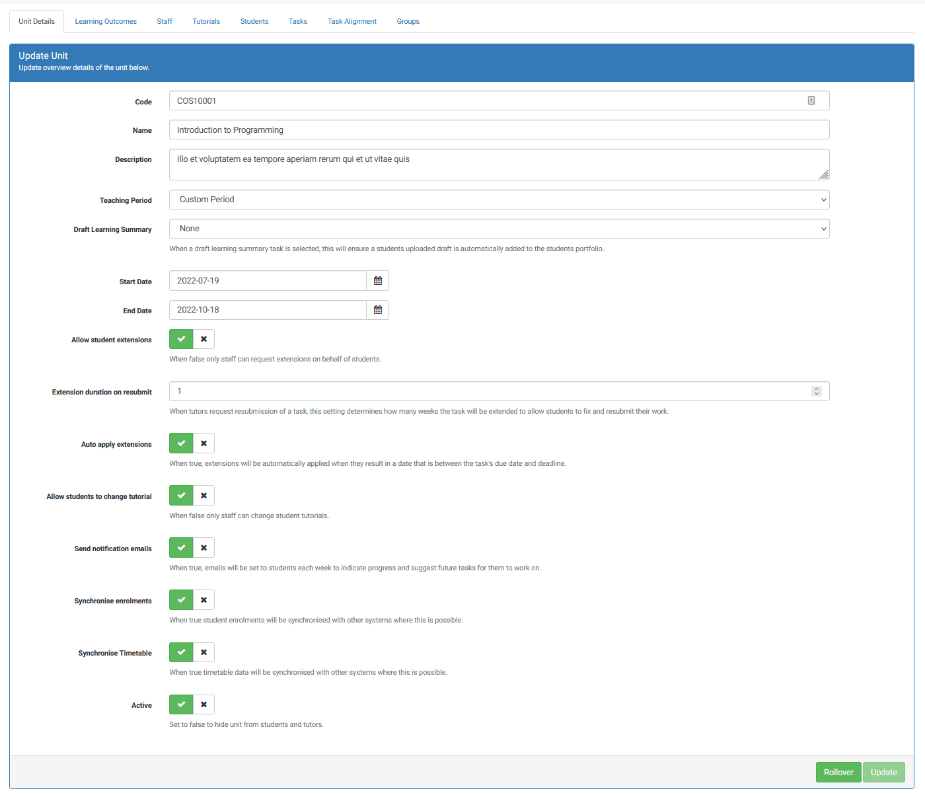 Unit Details Learning Outcomes Staff Tutorials Students Tasks Task Alignment Groups
Update Unit
Update overview details of the unit below.
Code COS10001
Name Introduction to Programming
Description illo et voluptatem ea tempore aperiam rerum qui et ut vitae quis
Teaching Period Custom Period
Draft Learning Summary None
When a draft learning summary task is selected, this will ensure a students uploaded draft is automatically added to the students portfolio.
Start Date 2022-07-19
End Date 2022-10-18
Allow student extensions
When false only staff can request extensions on behalf of students.
Extension duration on resubmit 1
When tutors request resubmission of a task, this setting determines how many weeks the task will be extended to allow students to fix and resubmit their work.
Auto apply extensions
When true, extensions will be automatically applied when they result in a date that is between the task's due date and deadline.
Allow students to change tutorial
When false only staff can change student tutorials.
Send notification emails
When true, emails will be set to students each week to indicate progress and suggest future tasks for them to work on.
Synchronise enrolments
When true student enrolments will be synchronised with other systems where this is possible.
Synchronise Timetable
When true timetable data will be synchronised with other systems where this is possible.
Active
Set to false to hide unit from students and tutors.
Rollover Update